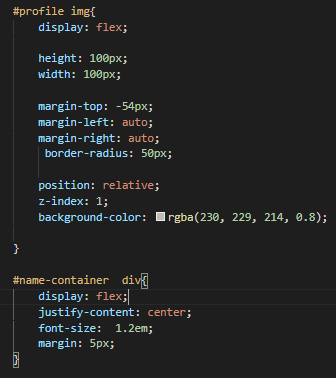 #profile img{
display: flex;
height: 100px;
width: 100px;
margin-top: -54px;
margin-left: auto;
margin-right: auto;
border-radius: 50px;
position: relative;
z-index: 1;
background-color: rgba(230, 229, 214, 0.8);
}
#name-container  div{
display: flex;
justify-content: center;
font-size:  1.2em;
margin: 5px;
}